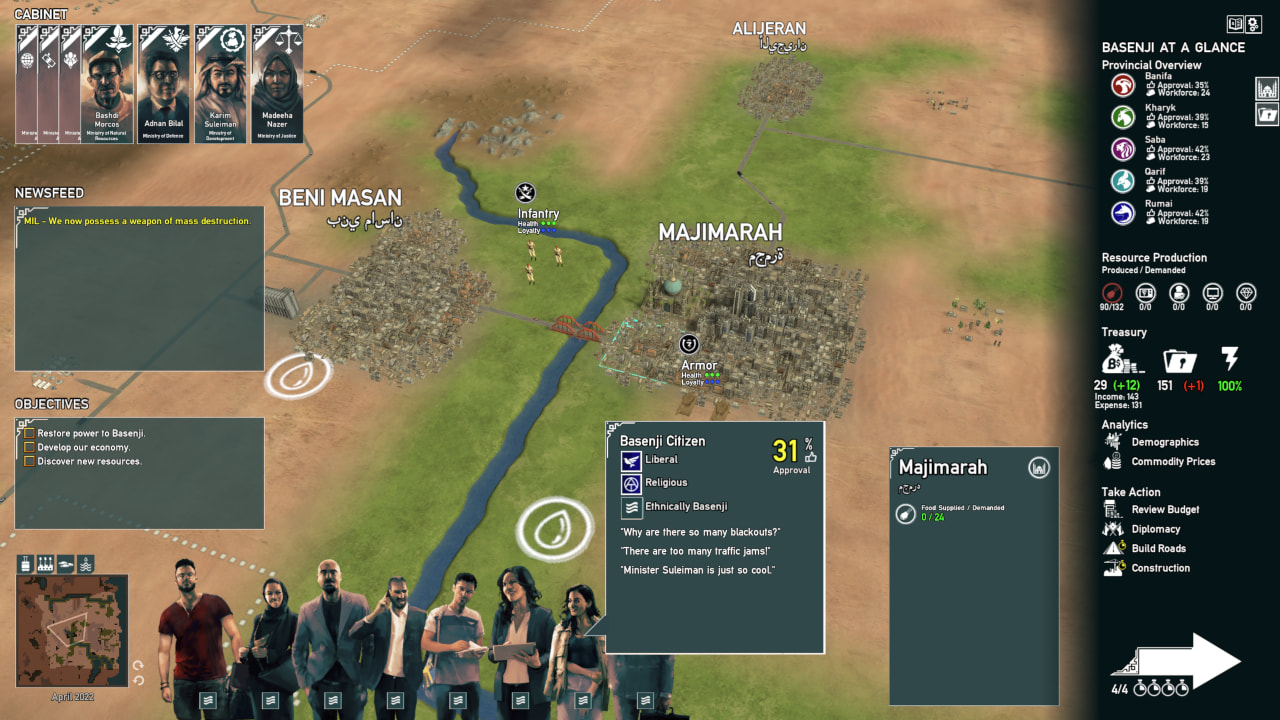 CABINET
Bashdi Morcos
Ministry of Natural Resources
Adnan Bilal
Ministry of Defence
Karim Suleiman
Ministry of Development
Madeeha Nazer
Ministry of Justice
NEWSFEED
MIL - We now possess a weapon of mass destruction.
OBJECTIVES
Restore power to Basenji.
Develop our economy.
Discover new resources.
April, 2022
ALIJERAN
BENI MASAN
MAJIMARAH
Infantry
Health
Loyalty
Armor
Health
Loyalty
Basenji Citizen
31 %
Approval
Liberal
Religious
Ethnically Basenji
"Why are there so many blackouts?"
"There are too many traffic jams!"
"Minister Suleiman is just so cool."
Majimarah
Food Supplied / Demanded
0 / 24
BASENJI AT A GLANCE
Provincial Overview
Banifa
Approval: 35%
Workforce: 24
Kharyk
Approval: 39%
Workforce: 15
Saba
Approval: 42%
Workforce: 23
Qarif
Approval: 39%
Workforce: 19
Rumai
Approval: 42%
Workforce: 19
Resource Production
Produced / Demanded
90/132 0/0 0/0 0/0 0/0
Treasury
29 (+12) 151 (+1) 100%
Income: 143
Expense: 131
Analytics
Demographics
Commodity Prices
Take Action
Review Budget
Diplomacy
Build Roads
Construction
4/4